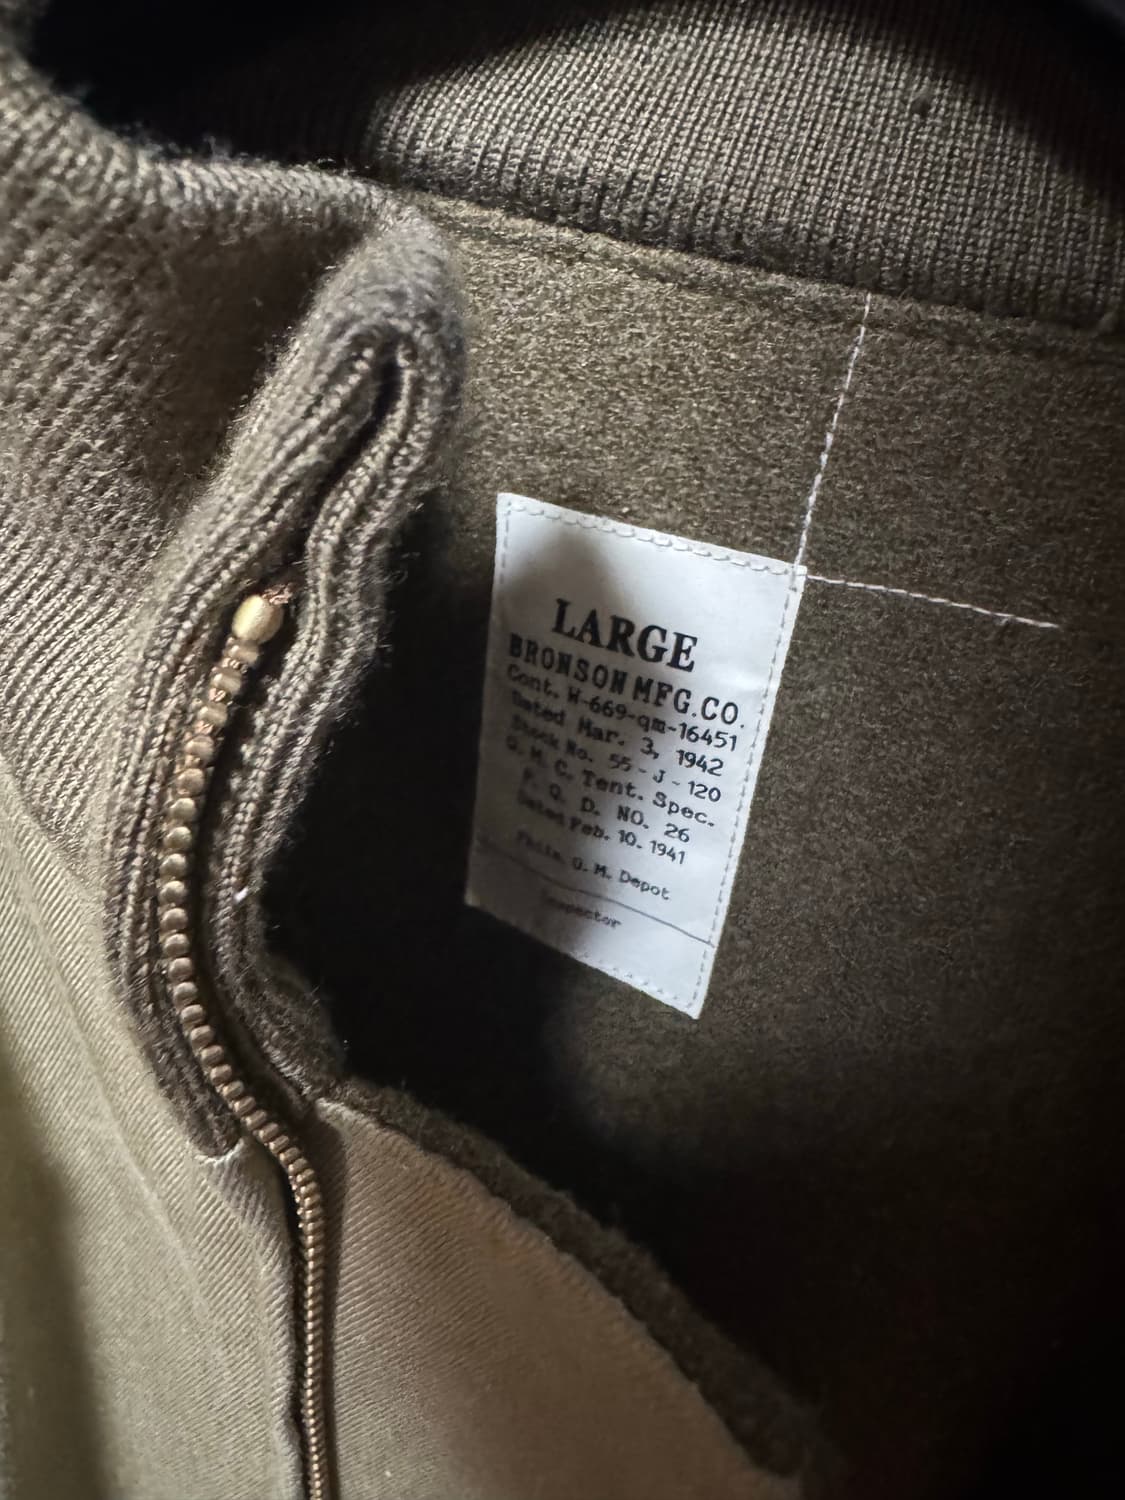 LARGE
BRONSON MFG.CO.
Cont. W-669-qm-16451
Dated Mar. 3, 1942
Stock No. 55-J-120
Q. M. C. Tent. Spec.
P. Q. D. NO. 26
Dated Feb. 10. 1941
Phila. Q. M. Depot
Inspector